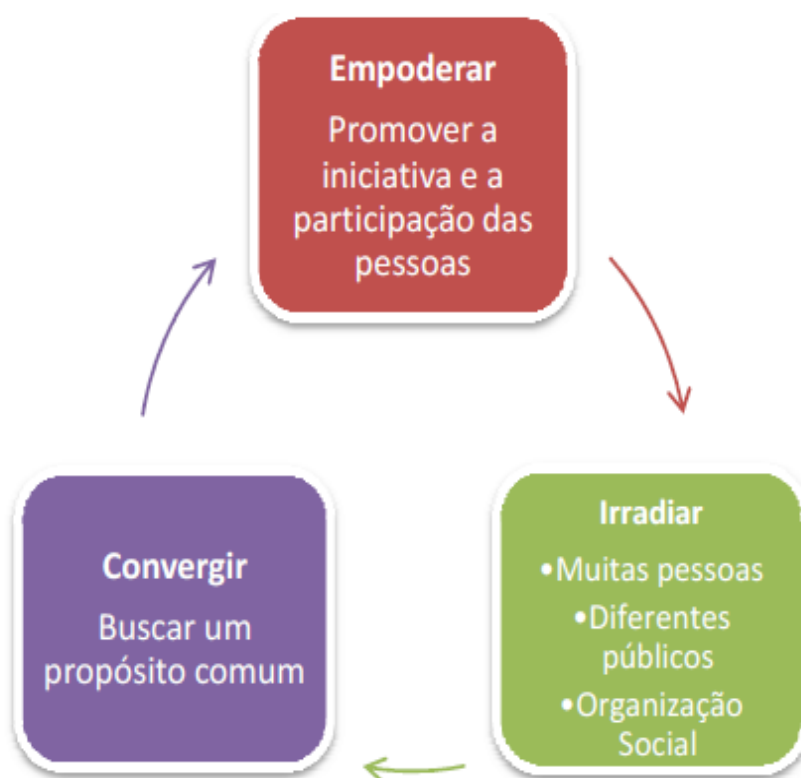 Empoderar
Promover a
iniciativa e a
participação das
pessoas
Irradiar
•Muitas pessoas
•Diferentes
públicos
•Organização
Social
Convergir
Buscar um
propósito comum